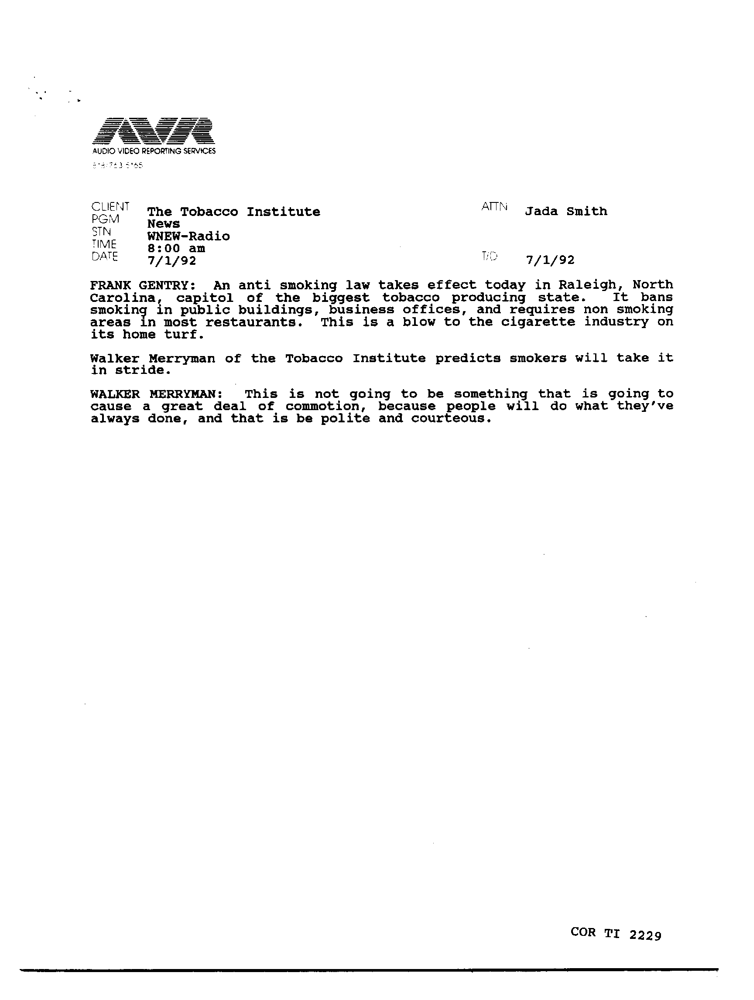 AVR
AUDIO VIDEO REPORTING SERVICES
CLIENT The Tobacco Institute ATTN Jada Smith
PGM News
STN WNEW-Radio
TIME 8:00 am
DATE 7/1/92 T/O 7/1/92
FRANK GENTRY: An anti smoking law takes effect today in Raleigh, North
Carolina, capitol of the biggest tobacco producing state. It bans
smoking in public buildings, business offices, and requires non smoking
areas in most restaurants. This is a blow to the cigarette industry on
its home turf.
Walker Merryman of the Tobacco Institute predicts smokers will take it
in stride.
WALKER MERRYMAN: This is not going to be something that is going to
cause a great deal of commotion, because people will do what they've
always done, and that is be polite and courteous.
COR TI 2229